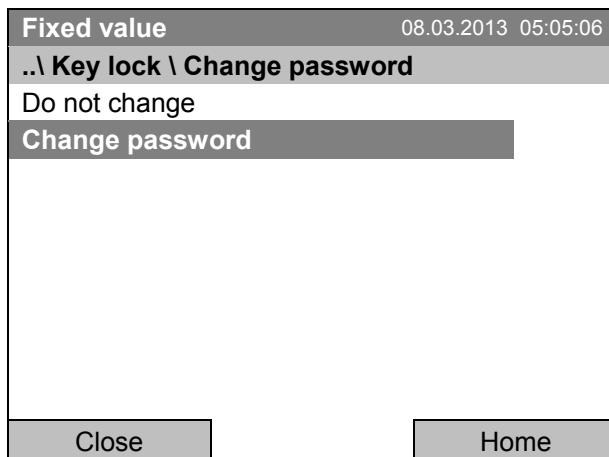 Fixed value 08.03.2013 05:05:06
..\ Key lock \ Change password
Do not change
Change password
Close Home